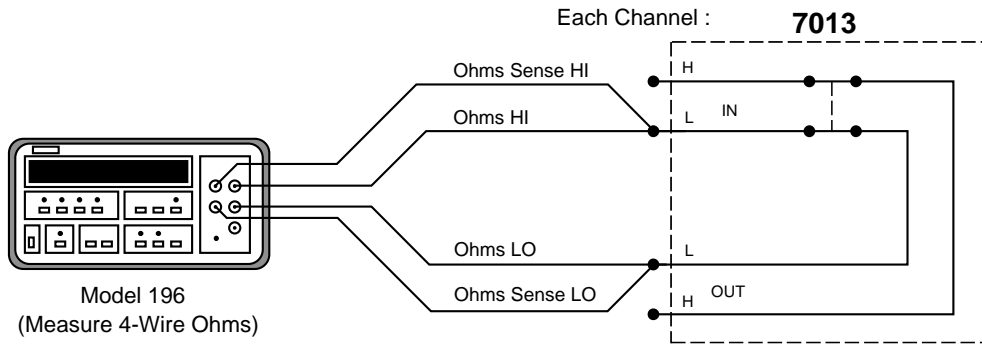 Each Channel :
7013
Ohms Sense HI
H
Ohms HI
L
IN
Ohms LO
L
Ohms Sense LO
H
OUT
Model 196
(Measure 4-Wire Ohms)